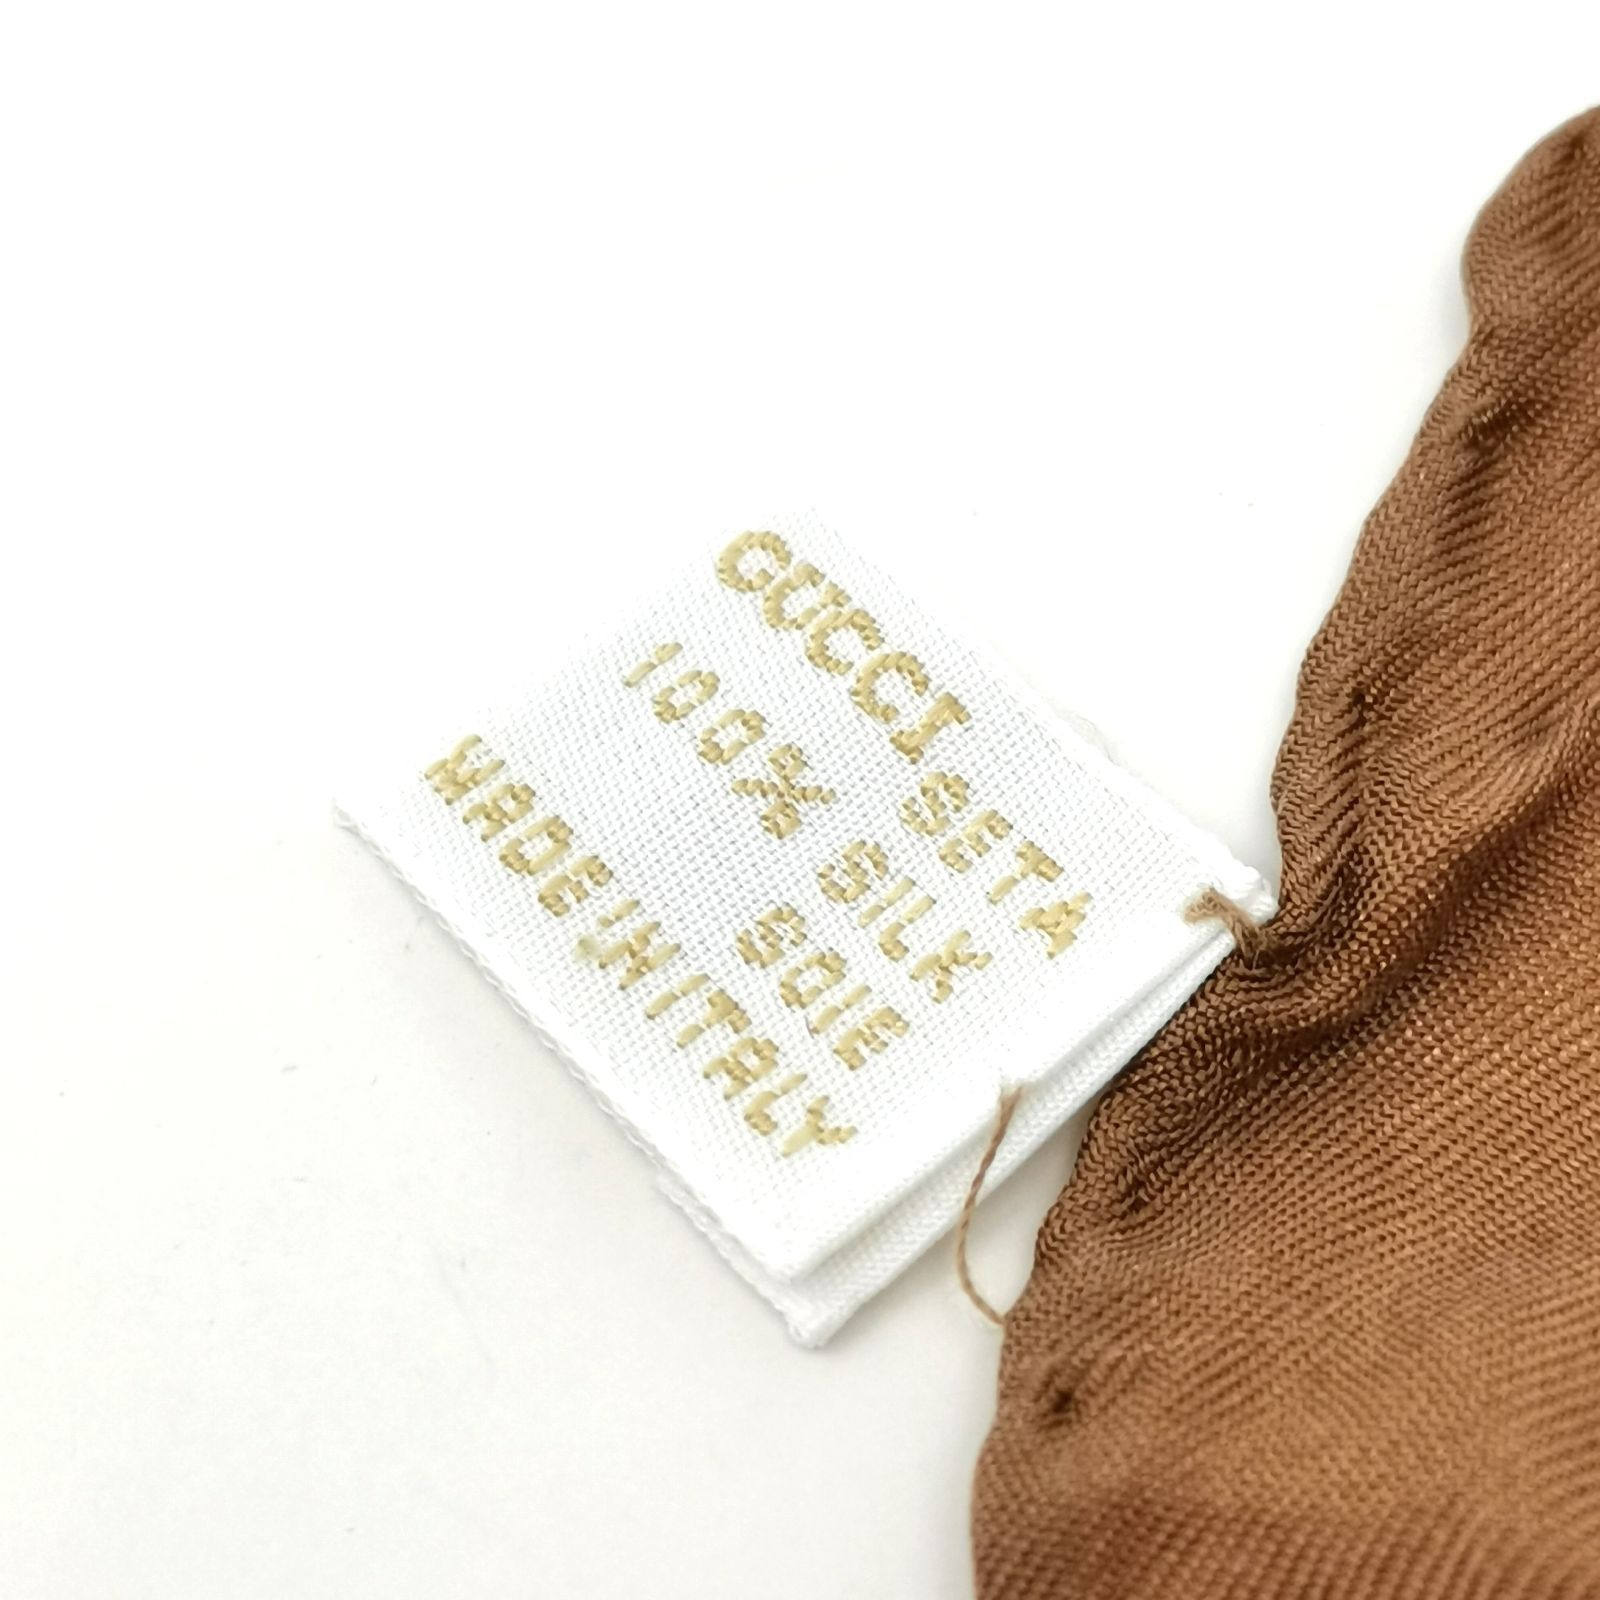 GUCCI
SETA
100% SILK
SOIE
MADE IN ITALY